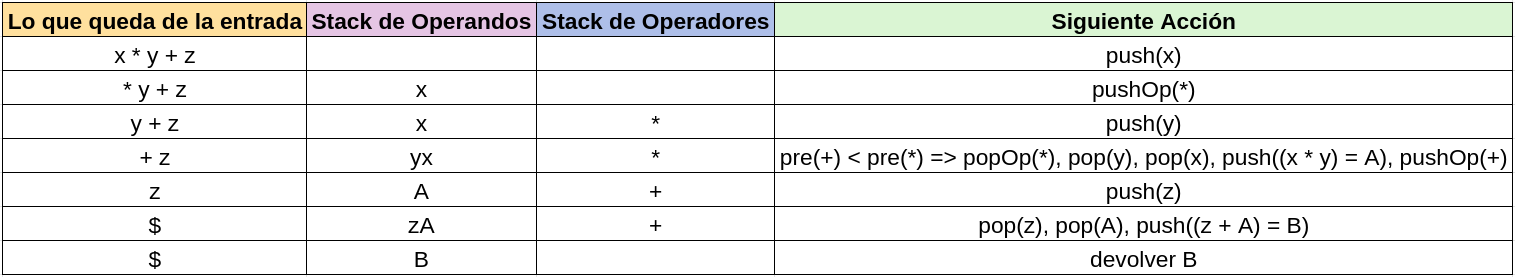 Lo que queda de la entrada Stack de Operandos Stack de Operadores Siguiente Acción
x * y + z push(x)
* y + z x pushOp(*)
y + z x * push(y)
+ z yx * pre(+) < pre(*) => popOp(*), pop(y), pop(x), push((x * y) = A), pushOp(+)
z A + push(z)
$ zA + pop(z), pop(A), push((z + A) = B)
$ B devolver B